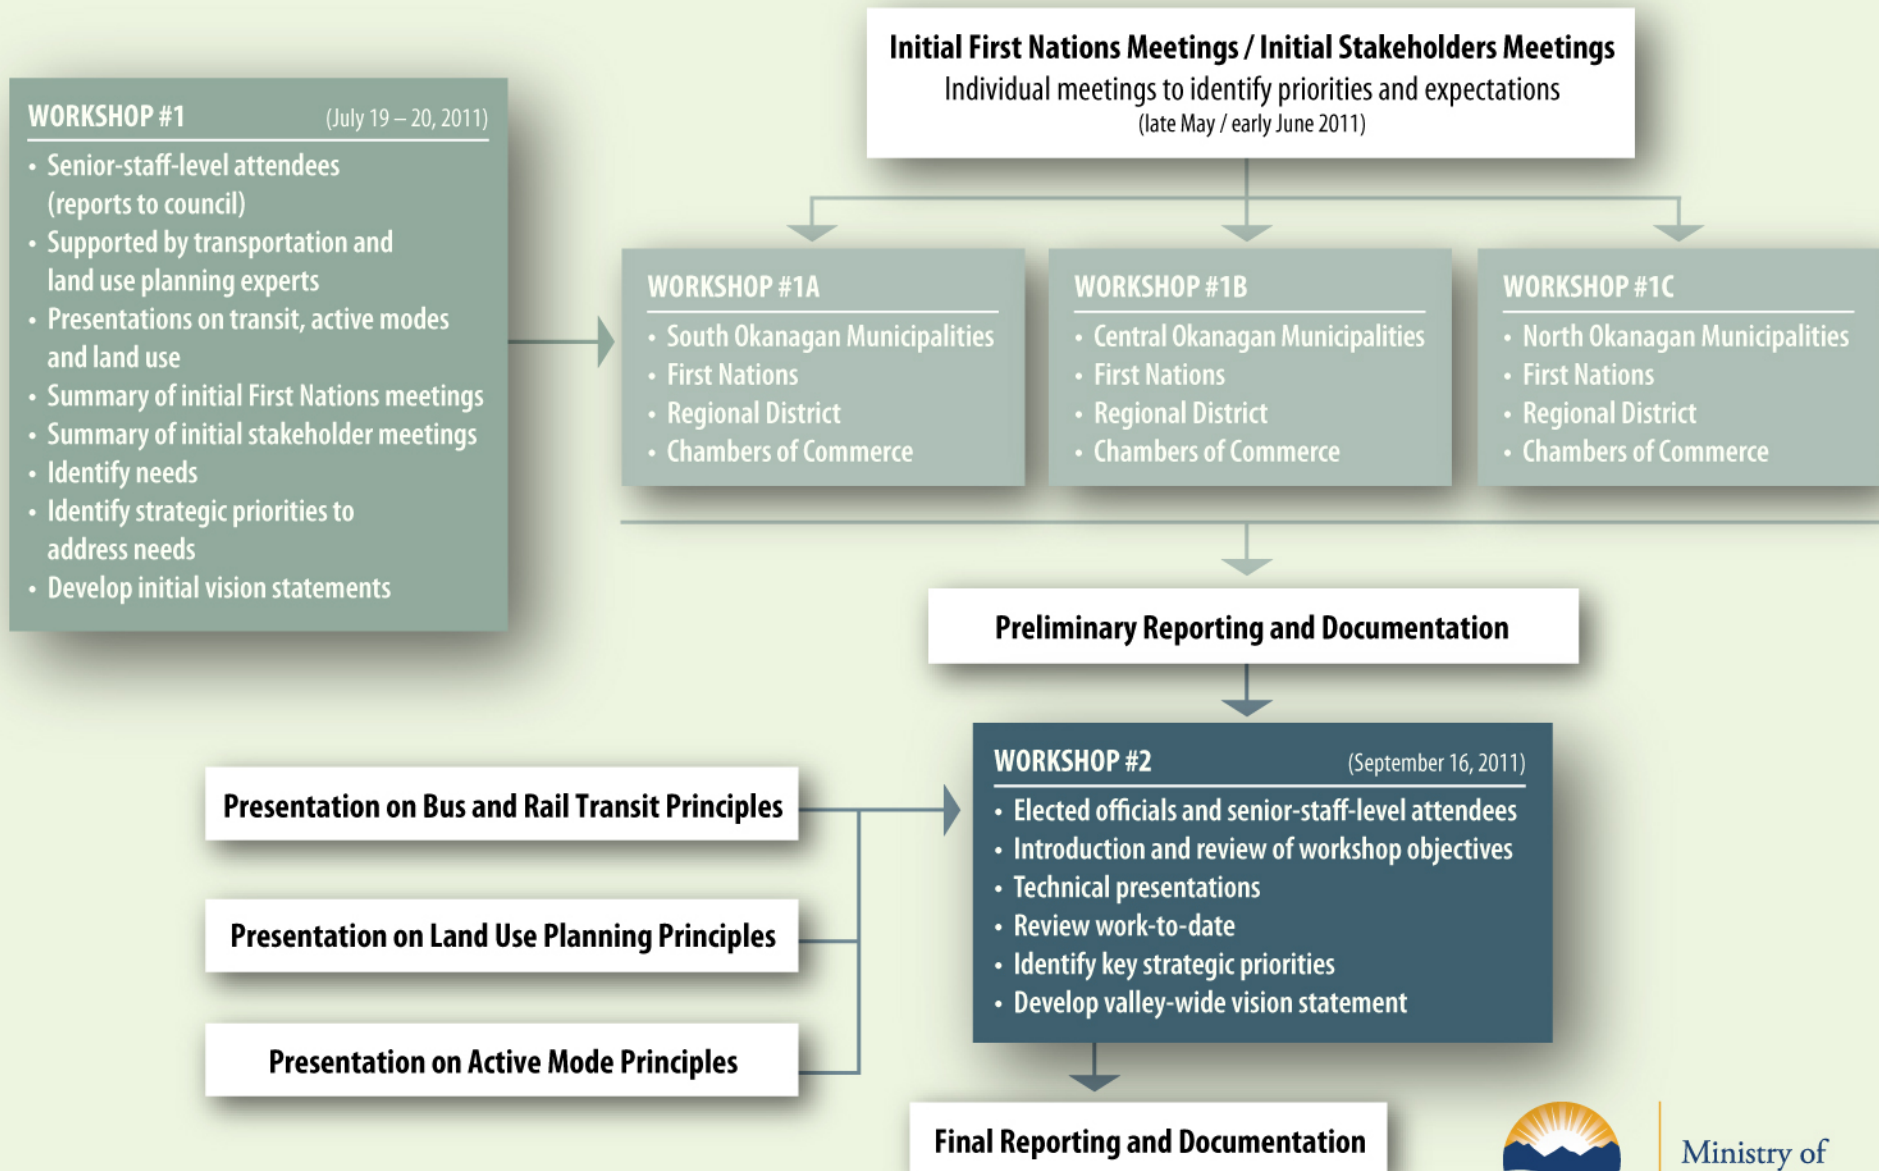 Initial First Nations Meetings / Initial Stakeholders Meetings
Individual meetings to identify priorities and expectations
(late May / early June 2011)
WORKSHOP #1 (July 19 – 20, 2011)
• Senior-staff-level attendees
(reports to council)
• Supported by transportation and
land use planning experts
• Presentations on transit, active modes
and land use
• Summary of initial First Nations meetings
• Summary of initial stakeholder meetings
• Identify needs
• Identify strategic priorities to
address needs
• Develop initial vision statements
WORKSHOP #1A
• South Okanagan Municipalities
• First Nations
• Regional District
• Chambers of Commerce
WORKSHOP #1B
• Central Okanagan Municipalities
• First Nations
• Regional District
• Chambers of Commerce
WORKSHOP #1C
• North Okanagan Municipalities
• First Nations
• Regional District
• Chambers of Commerce
Preliminary Reporting and Documentation
Presentation on Bus and Rail Transit Principles
Presentation on Land Use Planning Principles
Presentation on Active Mode Principles
WORKSHOP #2 (September 16, 2011)
• Elected officials and senior-staff-level attendees
• Introduction and review of workshop objectives
• Technical presentations
• Review work-to-date
• Identify key strategic priorities
• Develop valley-wide vision statement
Final Reporting and Documentation
Ministry of